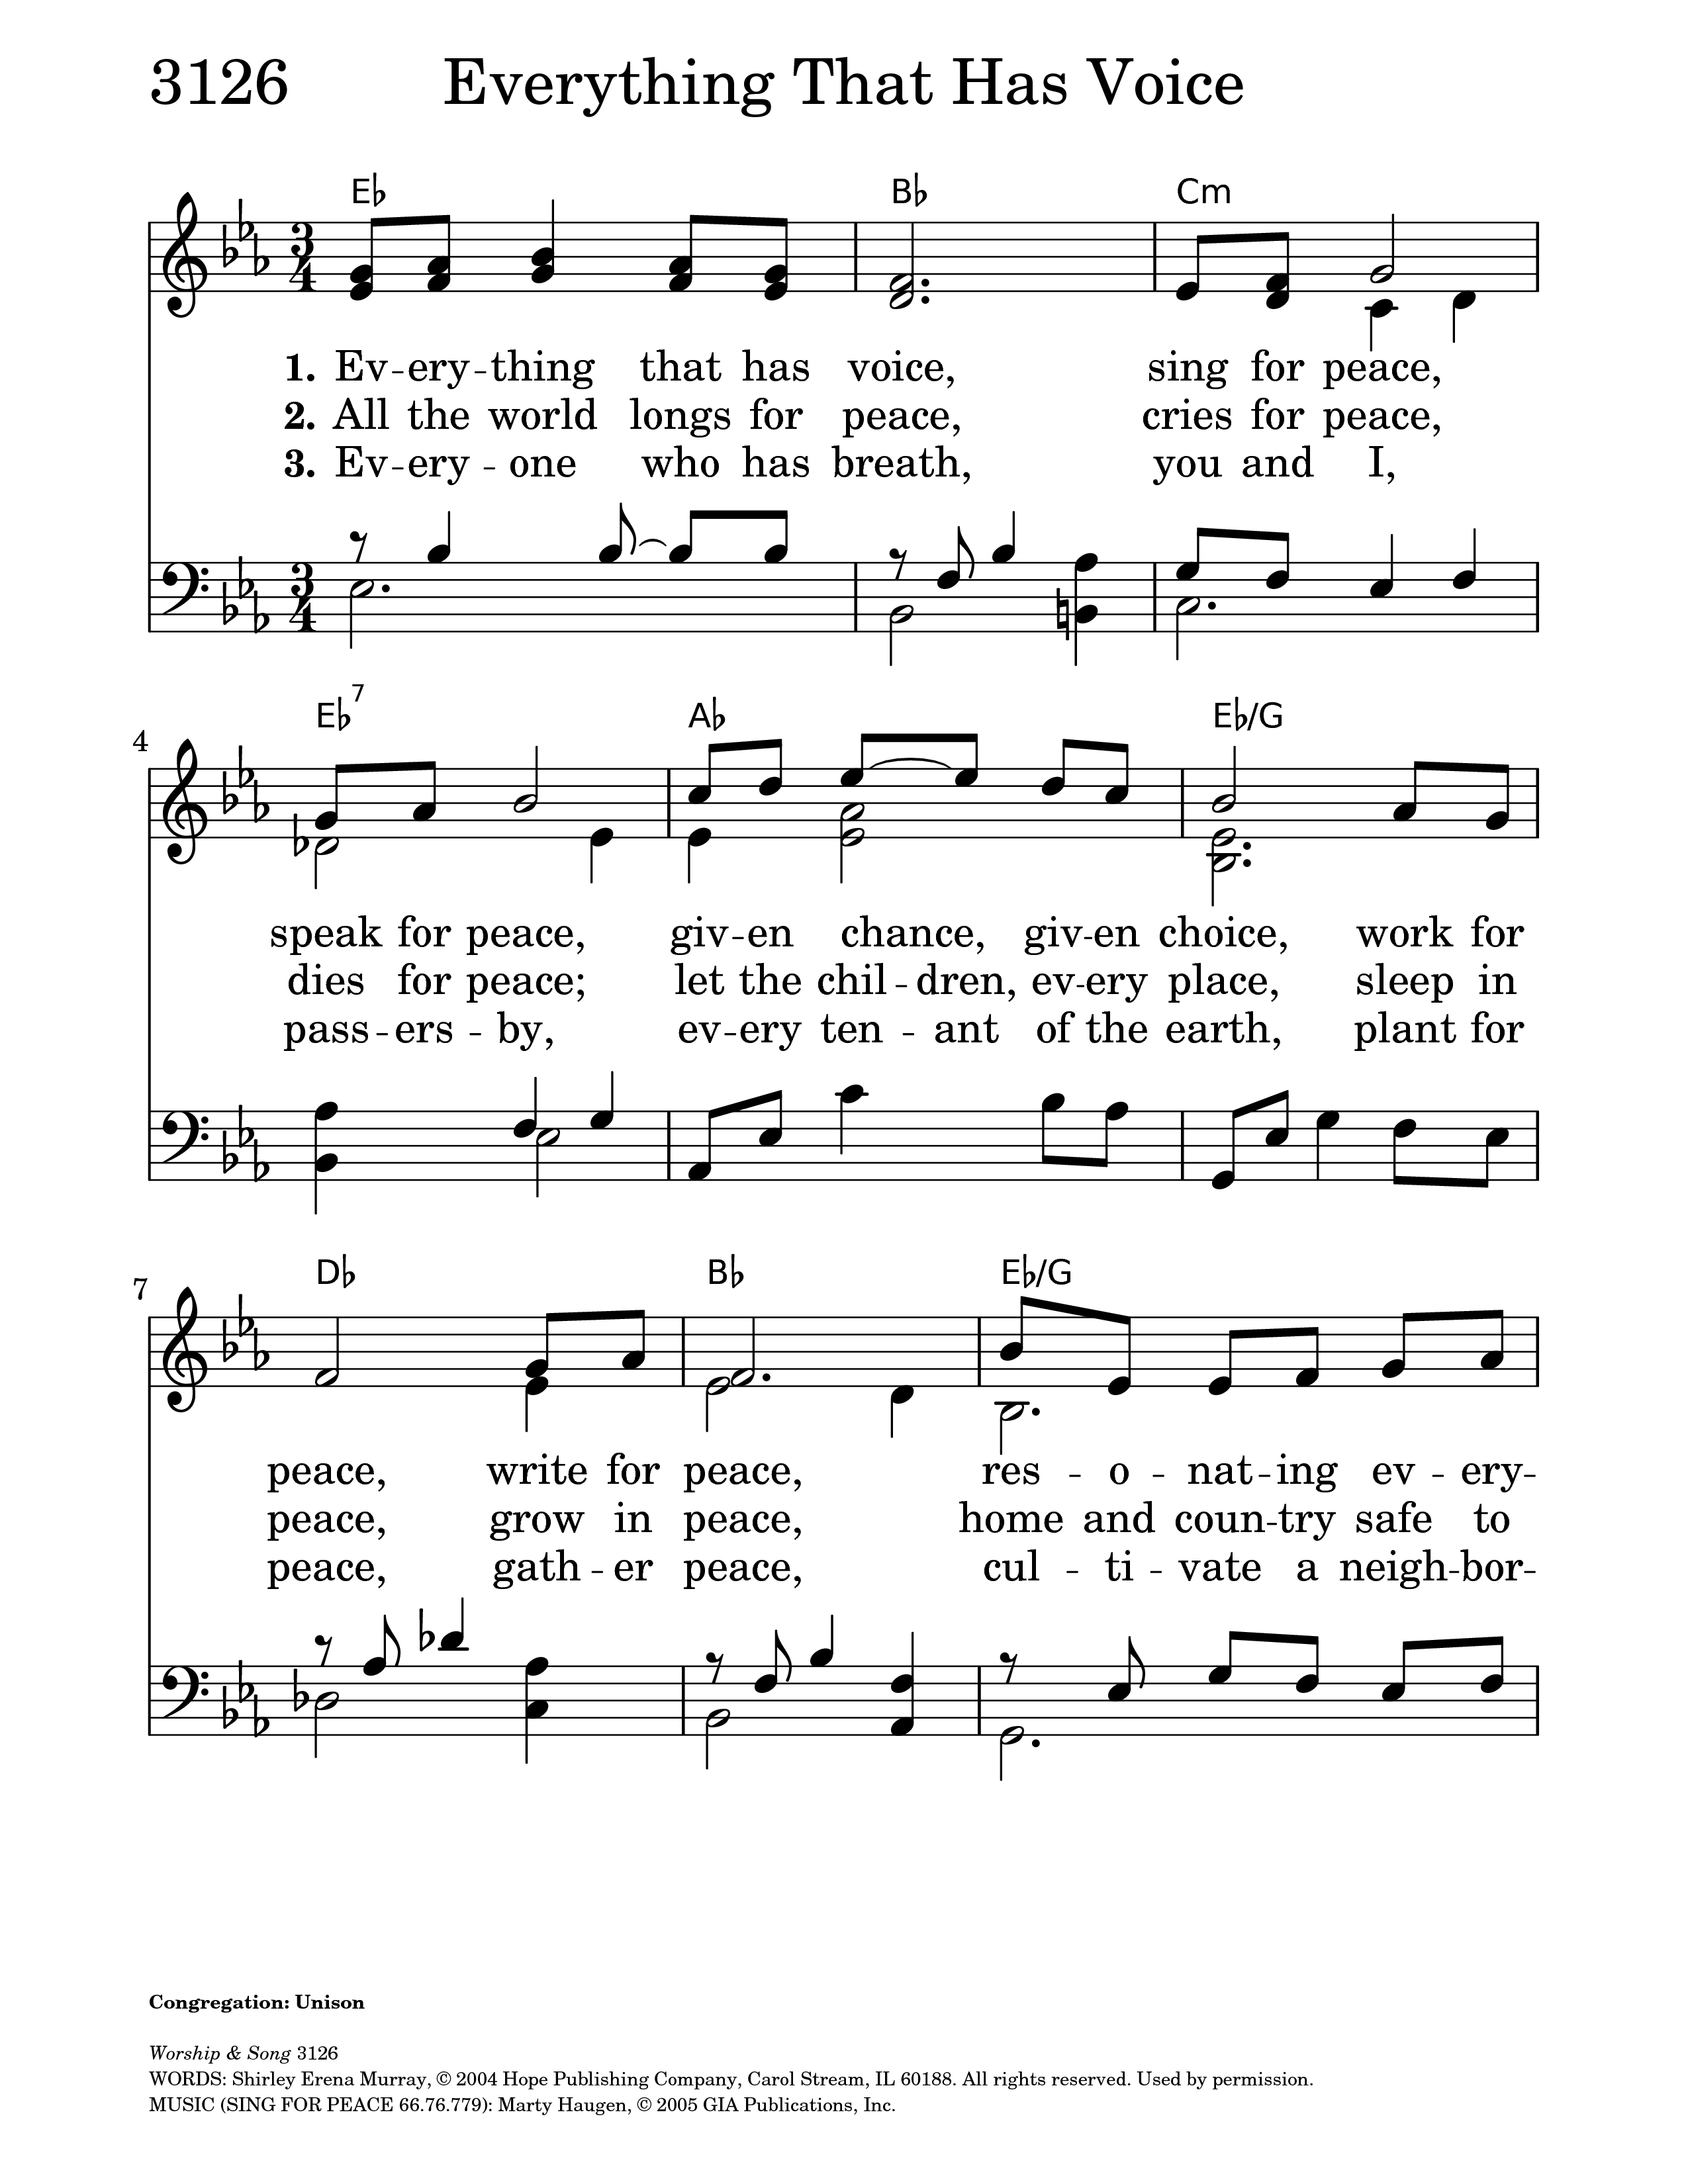 3126 Everything That Has Voice
E♭ B♭ Cm
3 4
1. Ev -- ery -- thing that has voice, sing for peace,
2. All the world longs for peace, cries for peace,
3. Ev -- ery -- one who has breath, you and I,
3 4
E♭7 A♭ E♭/G
4
speak for peace, giv -- en chance, giv -- en choice, work for
dies for peace; let the chil -- dren, ev -- ery place, sleep in
pass -- ers -- by, ev -- ery ten -- ant of the earth, plant for
D♭ B♭ E♭/G
7
peace, write for peace, res -- o -- nat -- ing ev -- ery --
peace, grow in peace, home and coun -- try safe to
peace, gath -- er peace, cul -- ti -- vate a neigh -- bor --
Congregation: Unison
Worship & Song 3126
WORDS: Shirley Erena Murray, © 2004 Hope Publishing Company, Carol Stream, IL 60188. All rights reserved. Used by permission.
MUSIC (SING FOR PEACE 66.76.779): Marty Haugen, © 2005 GIA Publications, Inc.